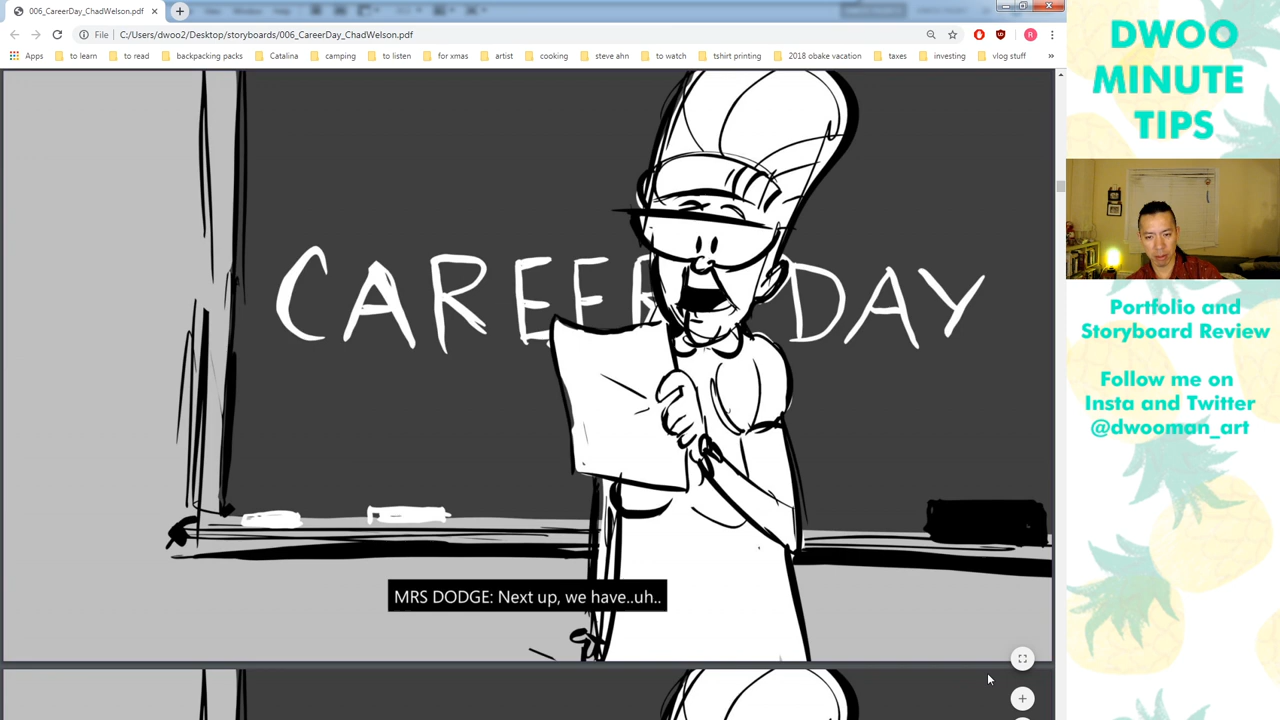 006_CareerDay_ChadWelson.pdf
File
C:/Users/dwoo2/Desktop/storyboards/006_CareerDay_ChadWelson.pdf
R
Apps to learn to read backpacking packs Catalina camping to listen for xmas artist cooking steve ahn to watch tshirt printing 2018 obake vacation taxes investing vlog stuff »
DWOO
MINUTE
TIPS
CAREER DAY
MRS DODGE: Next up, we have..uh..
Portfolio and
Storyboard Review
Follow me on
Insta and Twitter
@dwooman_art